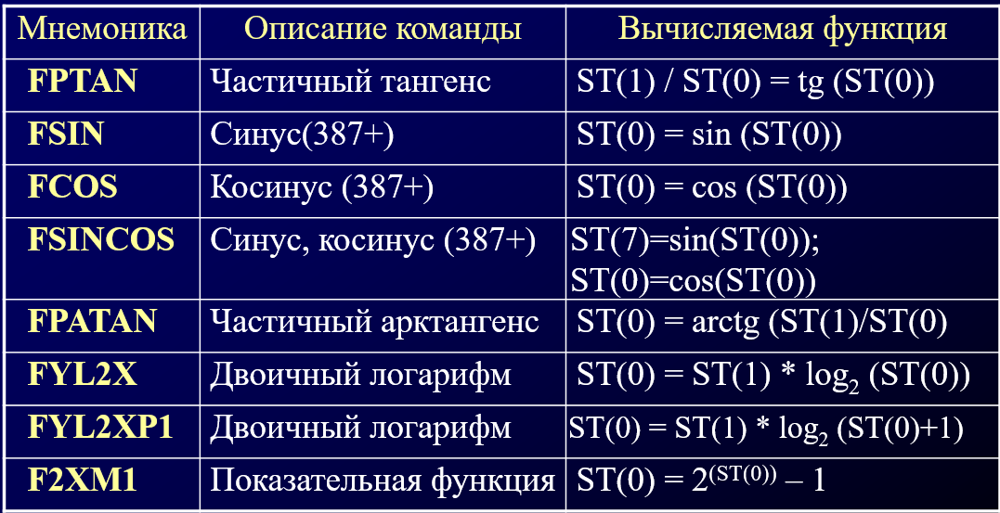 Мнемоника Описание команды Вычисляемая функция
FPTAN Частичный тангенс ST(1) / ST(0) = tg (ST(0))
FSIN Синус(387+) ST(0) = sin (ST(0))
FCOS Косинус (387+) ST(0) = cos (ST(0))
FSINCOS Синус, косинус (387+) ST(7)=sin(ST(0));
ST(0)=cos(ST(0))
FPATAN Частичный арктангенс ST(0) = arctg (ST(1)/ST(0)
FYL2X Двоичный логарифм ST(0) = ST(1) * log₂ (ST(0))
FYL2XP1 Двоичный логарифм ST(0) = ST(1) * log₂ (ST(0)+1)
F2XM1 Показательная функция ST(0) = 2⁽ˢᵀ⁽⁰⁾⁾ – 1